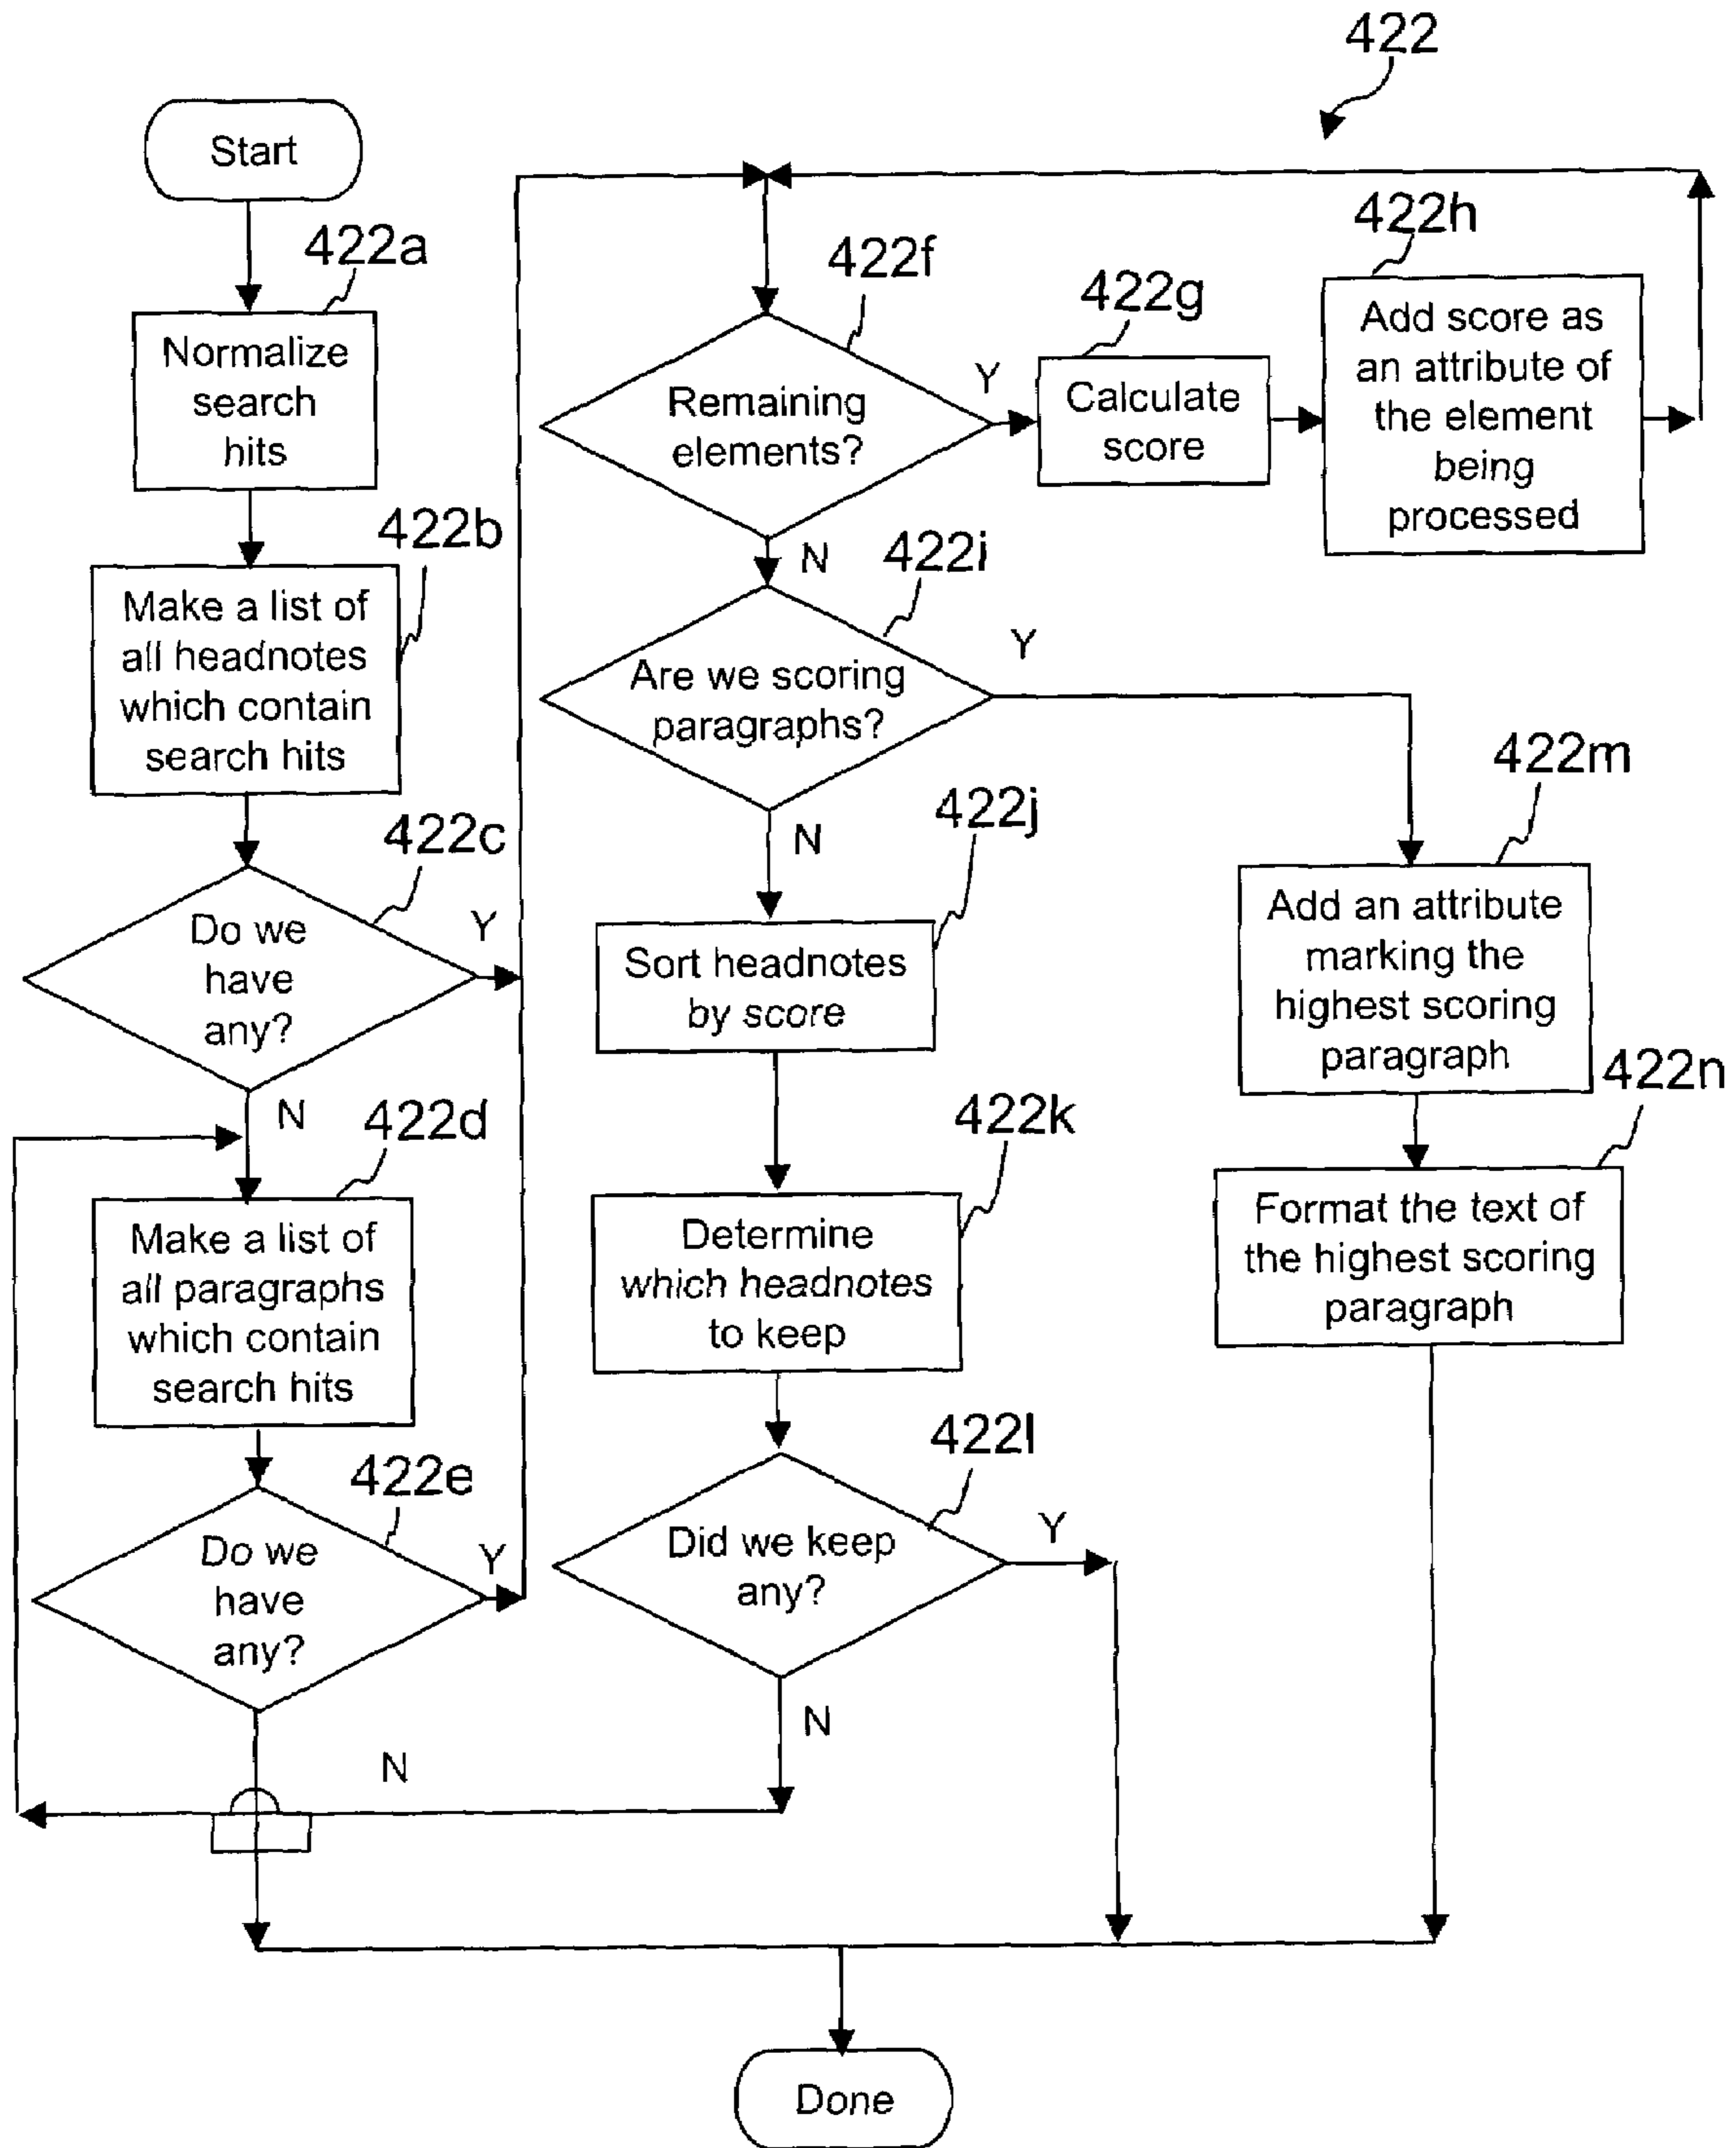 422
Start
422a
Normalize
search
hits
422b
Make a list of
all headnotes
which contain
search hits
422c
Do we
have
any?
Y
N
422d
Make a list of
all paragraphs
which contain
search hits
422e
Do we
have
any?
Y
N
422f
Remaining
elements?
Y
N
422g
Calculate
score
422h
Add score as
an attribute of
the element
being
processed
422i
Are we scoring
paragraphs?
Y
N
422j
Sort headnotes
by score
422k
Determine
which headnotes
to keep
422l
Did we keep
any?
Y
N
422m
Add an attribute
marking the
highest scoring
paragraph
422n
Format the text of
the highest scoring
paragraph
Done